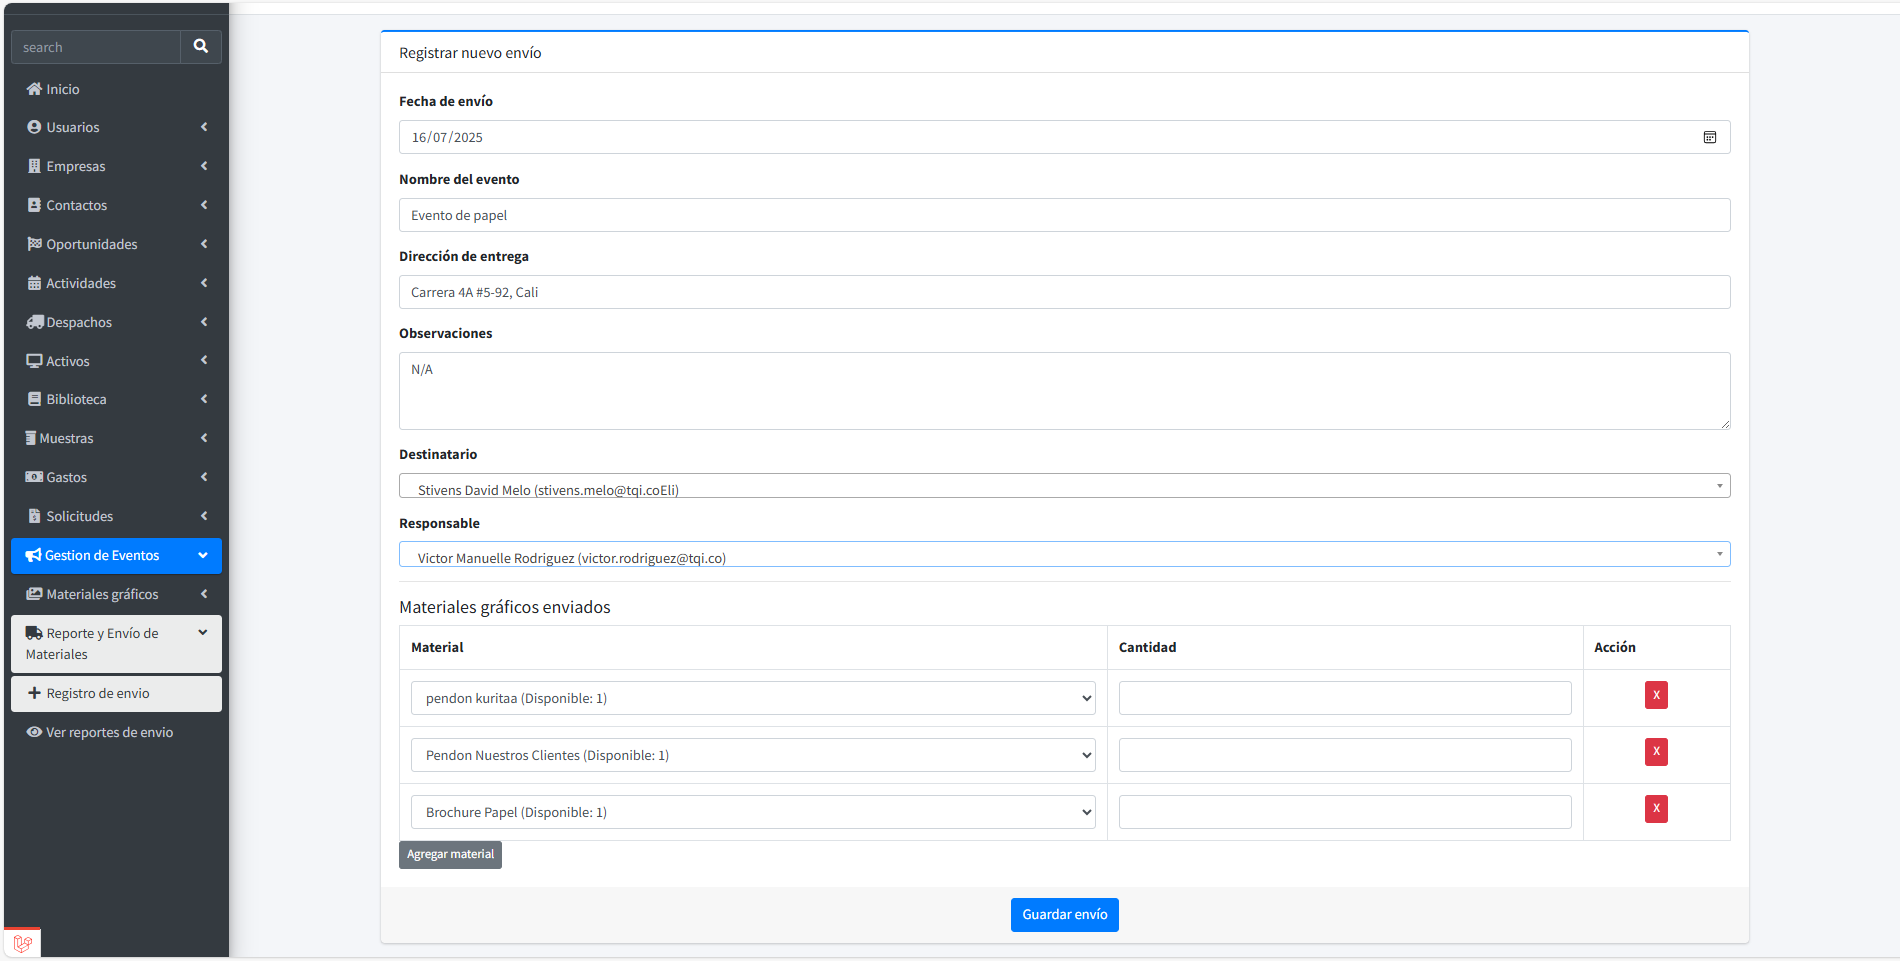 search
Inicio
Usuarios
Empresas
Contactos
Oportunidades
Actividades
Despachos
Activos
Biblioteca
Muestras
Gastos
Solicitudes
Gestion de Eventos
Materiales gráficos
Reporte y Envío de
Materiales
Registro de envio
Ver reportes de envio
Registrar nuevo envío
Fecha de envío
16/07/2025
Nombre del evento
Evento de papel
Dirección de entrega
Carrera 4A #5-92, Cali
Observaciones
N/A
Destinatario
Stivens David Melo (stivens.melo@tqi.coEli)
Responsable
Victor Manuelle Rodriguez (victor.rodriguez@tqi.co)
Materiales gráficos enviados
Material Cantidad Acción
pendon kuritaa (Disponible: 1) X
Pendon Nuestros Clientes (Disponible: 1) X
Brochure Papel (Disponible: 1) X
Agregar material
Guardar envío